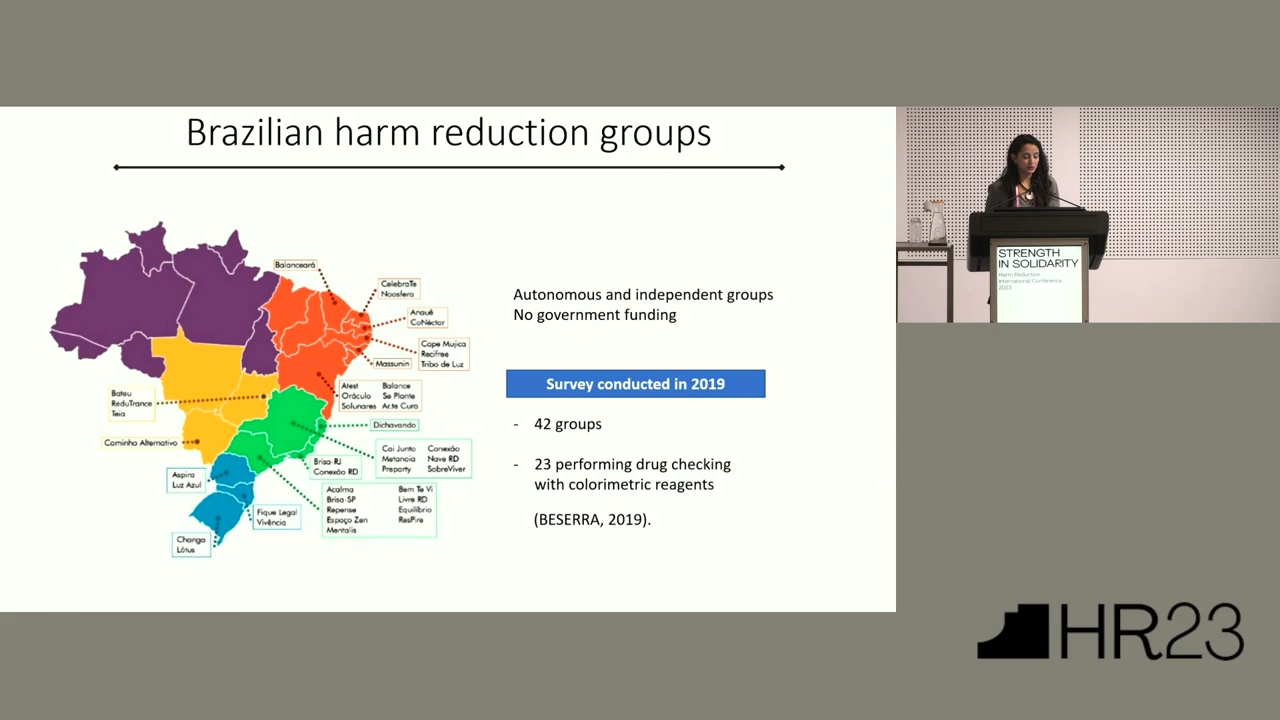 Brazilian harm reduction groups
Balanceará
CelebraTe
Noosfera
Anauê
CoNéctar
Cape Mujica
Recifree
Tribo de Luz
Massunin
Atest Balance
Oráculo Se Plante
Solunares Ar.te Cura
Dichavando
Cai Junto Conexão
Metancia Nave RD
Preparty SobreViver
Brisa-RJ
Conexão RD
Acalma Bem Te Vi
Brisa-SP Livre RD
Repense Equilíbrio
Espaço Zen ResPire
Mentalis
Bateu
ReduTrance
Teia
Caminho Alternativo
Aspira
Luz Azul
Fique Legal
Vivência
Changa
Lótus
Autonomous and independent groups
No government funding
Survey conducted in 2019
- 42 groups
- 23 performing drug checking
with colorimetric reagents
(BESERRA, 2019).
STRENGTH
IN SOLIDARITY
Harm Reduction
International Conference
2023
HR23